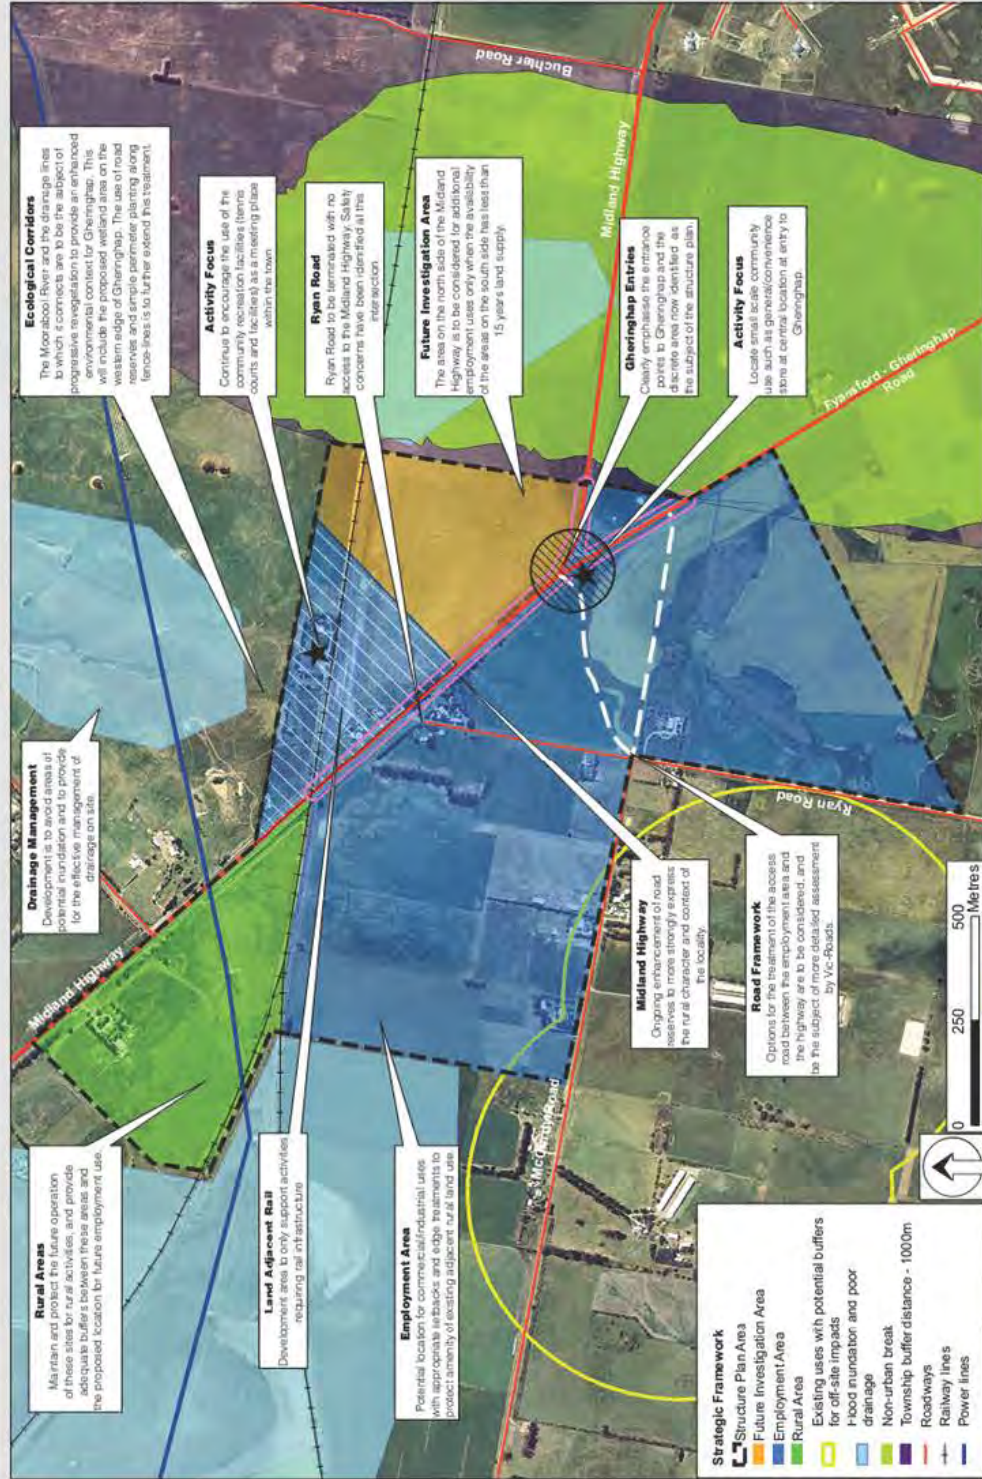 Ecological Corridors
The Moorabool River and the drainage lines
to which it connects are to be the subject of
progressive revegetation to provide an enhanced
environmental context for Gheringhap. This
will include the proposed wetland area on the
western edge of Gheringhap. The use of road
reserves and simple perimeter planting along
fence-lines is to further extend this treatment.
Activity Focus
Continue to encourage the use of the
community recreation facilities (tennis
courts and facilities) as a meeting place
within the town
Ryan Road
Ryan Road to be terminated with no
access to the Midland Highway. Safety
concerns have been identified at this
intersection.
Future Investigation Area
The area on the north side of the Midland
Highway is to be considered for additional
employment uses only when the availability
of the areas on the south side has less than
15 years land supply.
Gheringhap Entries
Clearly emphasise the entrance
points to Gheringhap and the
discrete area now identified as
the subject of the structure plan.
Activity Focus
Locate small scale community
use such as general/convenience
store at central location at entry to
Gheringhap.
Buchter Road
Midland Highway
Fyansford - Gheringhap
Road
Drainage Management
Development is to avoid areas of
potential inundation and to provide
for the effective management of
drainage on site.
Midland Highway
Midland Highway
Ongoing enhancement of road
reserves to more strongly express
the rural character and context of
the locality.
Road Framework
Options for the treatment of the access
road between the employment area and
the highway are to be considered, and
be the subject of more detailed assessment
by Vic-Roads.
Ryan Road
Rural Areas
Maintain and protect the future operation
of these sites for rural activities, and provide
adequate buffers between these areas and
the proposed location for future employment use.
Land Adjacent Rail
Development area to only support activities
requiring rail infrastructure
Employment Area
Potential location for commercial/industrial uses
with appropriate setbacks and edge treatments to
protect amenity of existing adjacent rural land use.
Road
0 250 500
Metres
Strategic Framework
Structure Plan Area
Future Investigation Area
Employment Area
Rural Area
Existing uses with potential buffers
for off-site impacts
Flood inundation and poor
drainage
Non-urban break
Township buffer distance - 1000m
Roadways
Railway lines
Power lines